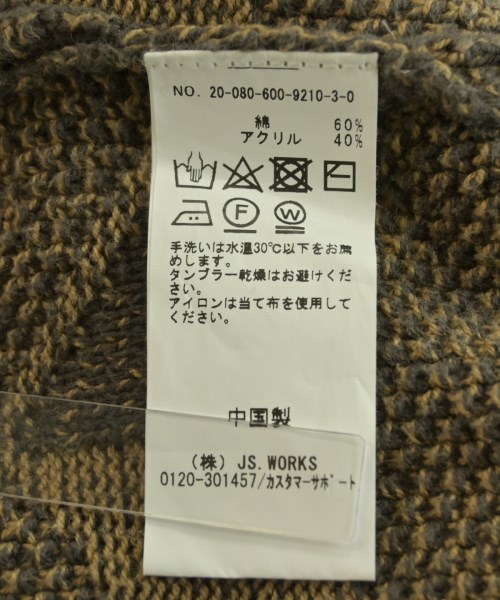 NO. 20-080-600-9210-3-0
綿 60%
アクリル 40%
F
W
手洗いは水温30℃以下をお薦
めします。
タンブラー乾燥はお避けくだ
さい。
アイロンは当て布を使用して
ください。
中国製
(株) JS.WORKS
0120-301457/カスタマーサポート